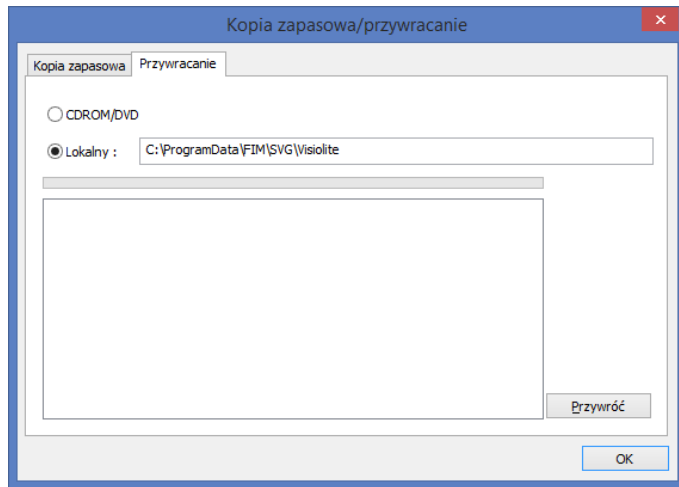 Kopia zapasowa/przywracanie
Kopia zapasowa Przywracanie
CDROM/DVD
Lokalny : C:\ProgramData\FIM\SVG\Visiolite
Przywróć
OK